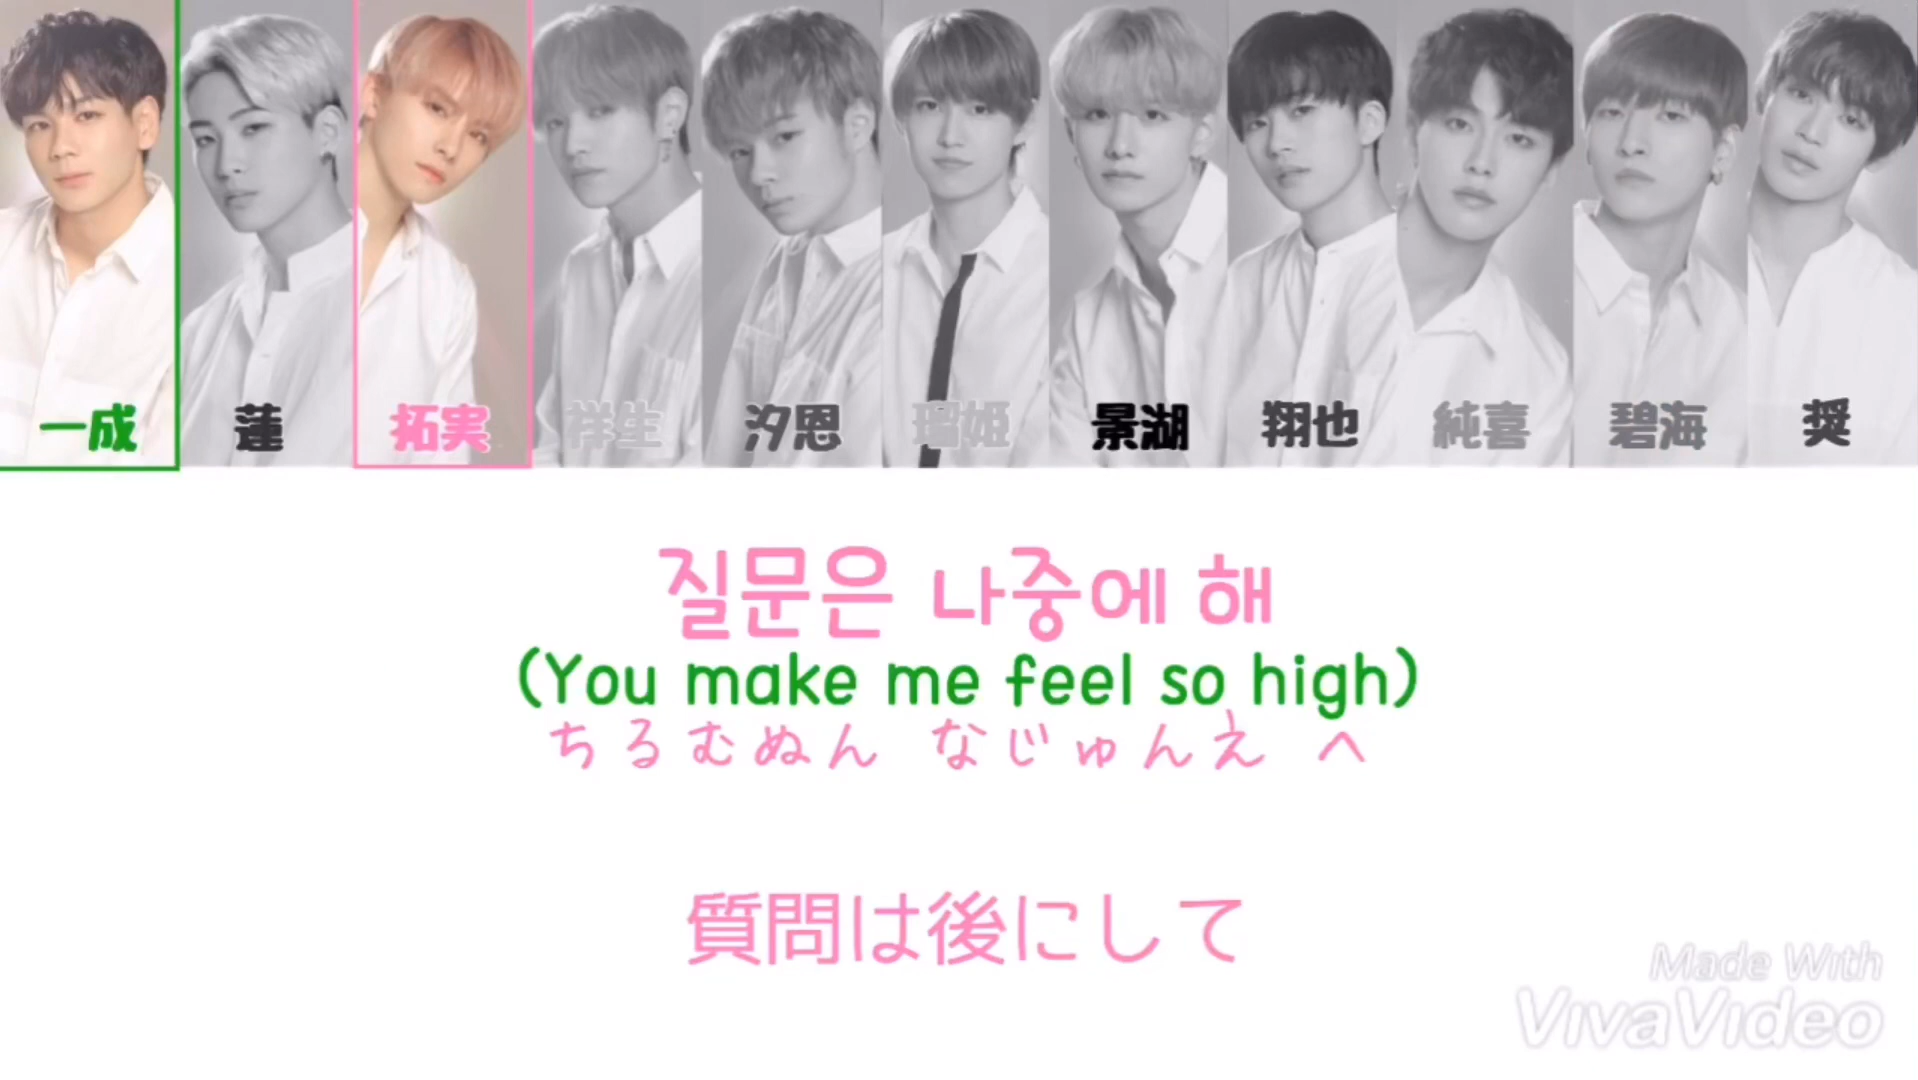 一成 蓮 拓実 祥生 汐恩 瑠姫 景湖 翔也 純喜 碧海 奨
질문은 나중에 해
(You make me feel so high)
ちるむぬん なじゅんえ へ
質問は後にして
Made With
VivaVideo